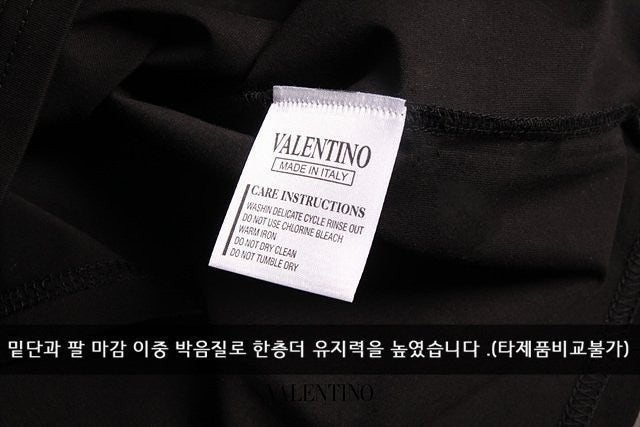 VALENTINO
MADE IN ITALY
CARE INSTRUCTIONS
WASHIN DELICATE CYCLE RINSE OUT
DO NOT USE CHLORINE BLEACH
WARM IRON
DO NOT DRY CLEAN
DO NOT TUMBLE DRY
밑단과 팔 마감 이중 박음질로 한층더 유지력을 높였습니다 .(타제품비교불가)
VALENTINO